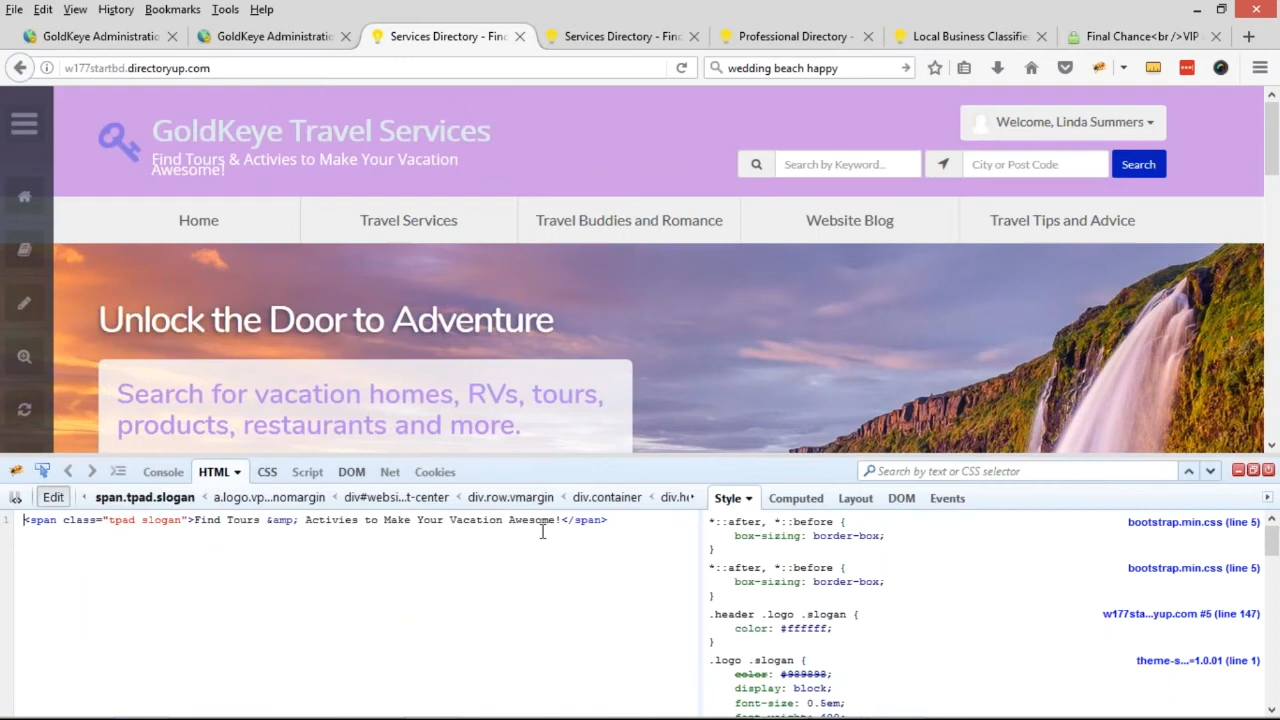 File Edit View History Bookmarks Tools Help
GoldKeye Administratio GoldKeye Administratio Services Directory - Find Services Directory - Find Professional Directory - Local Business Classifie Final Chance<br />VIP -
w177startbd.directoryup.com wedding beach happy
GoldKeye Travel Services
Find Tours & Activies to Make Your Vacation
Awesome!
Welcome, Linda Summers
Search by Keyword... City or Post Code Search
Home Travel Services Travel Buddies and Romance Website Blog Travel Tips and Advice
Unlock the Door to Adventure
Search for vacation homes, RVs, tours,
products, restaurants and more.
Console HTML CSS Script DOM Net Cookies Search by text or CSS selector
Edit span.tpad.slogan a.logo.vp...nomargin div#websi...t-center div.row.vmargin div.container div.he
Style Computed Layout DOM Events
1 <span class="tpad slogan">Find Tours &amp; Activies to Make Your Vacation Awesome!</span>
*::after, *::before { bootstrap.min.css (line 5)
box-sizing: border-box;
}
*::after, *::before { bootstrap.min.css (line 5)
box-sizing: border-box;
}
.header .logo .slogan { w177sta...yup.com #5 (line 147)
color: #ffffff;
}
.logo .slogan { theme-s...=1.0.01 (line 1)
color: #999999;
display: block;
font-size: 0.5em;